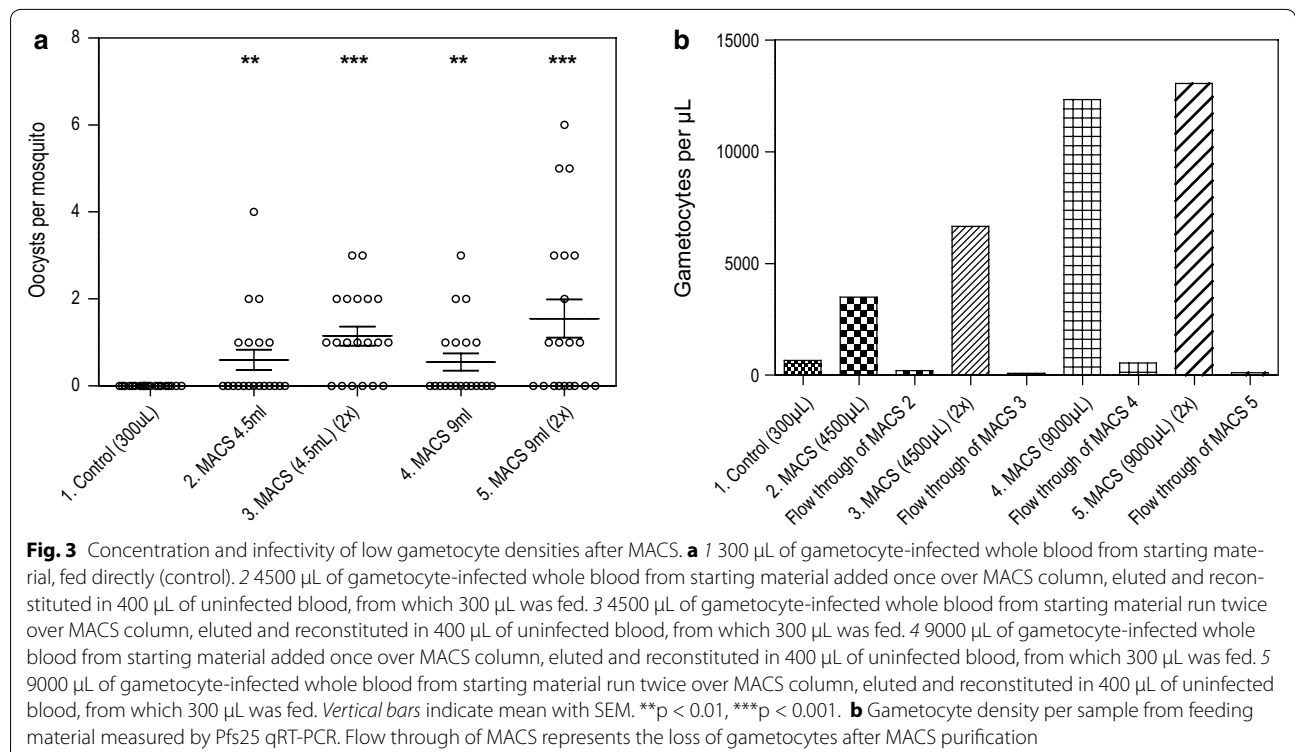 a
8
6
4
2
0
Oocysts per mosquito
**
***
**
***
1. Control (300uL)
2. MACS 4.5ml
3. MACS (4.5mL) (2x)
4. MACS 9ml
5. MACS 9ml (2x)
b
15000
10000
5000
0
Gametocytes per µL
1. Control (300µL)
2. MACS (4500µL)
Flow through of MACS 2
3. MACS (4500µL) (2x)
Flow through of MACS 3
4. MACS (9000µL)
Flow through of MACS 4
5. MACS (9000µL) (2x)
Flow through of MACS 5
Fig. 3 Concentration and infectivity of low gametocyte densities after MACS. a 1 300 µL of gametocyte-infected whole blood from starting mate-
rial, fed directly (control). 2 4500 µL of gametocyte-infected whole blood from starting material added once over MACS column, eluted and recon-
stituted in 400 µL of uninfected blood, from which 300 µL was fed. 3 4500 µL of gametocyte-infected whole blood from starting material run twice
over MACS column, eluted and reconstituted in 400 µL of uninfected blood, from which 300 µL was fed. 4 9000 µL of gametocyte-infected whole
blood from starting material added once over MACS column, eluted and reconstituted in 400 µL of uninfected blood, from which 300 µL was fed. 5
9000 µL of gametocyte-infected whole blood from starting material run twice over MACS column, eluted and reconstituted in 400 µL of uninfected
blood, from which 300 µL was fed. Vertical bars indicate mean with SEM. **p < 0.01, ***p < 0.001. b Gametocyte density per sample from feeding
material measured by Pfs25 qRT-PCR. Flow through of MACS represents the loss of gametocytes after MACS purification